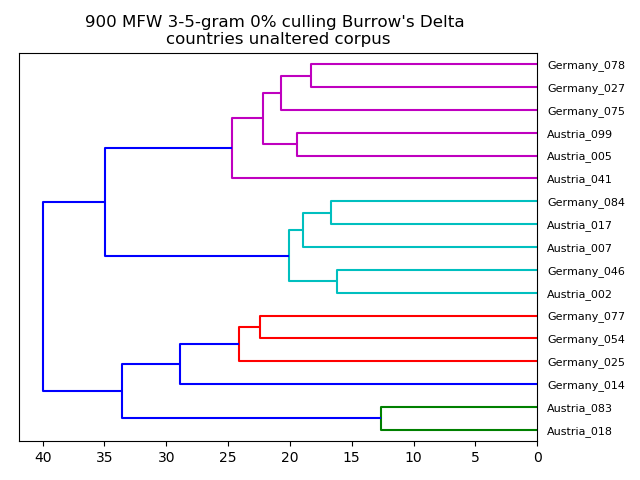 900 MFW 3-5-gram 0% culling Burrow's Delta
countries unaltered corpus
Germany_078
Germany_027
Germany_075
Austria_099
Austria_005
Austria_041
Germany_084
Austria_017
Austria_007
Germany_046
Austria_002
Germany_077
Germany_054
Germany_025
Germany_014
Austria_083
Austria_018
40 35 30 25 20 15 10 5 0